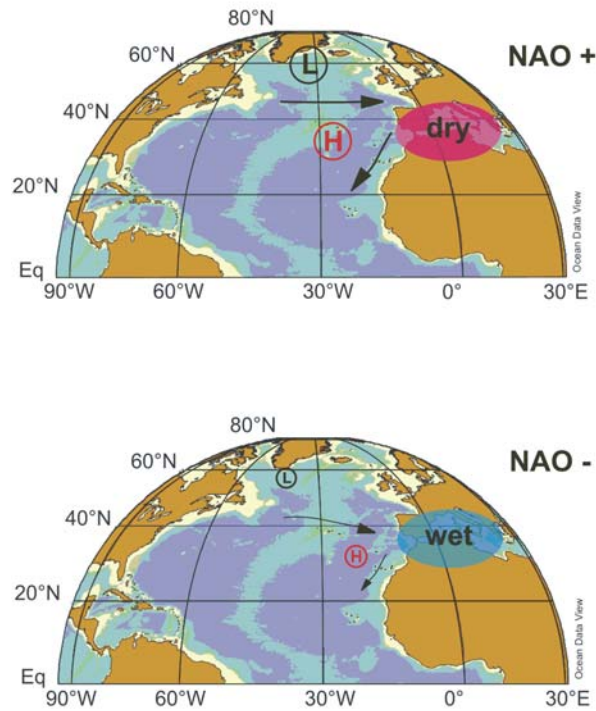 80°N
60°N
NAO +
L
40°N
H
dry
20°N
Eq
90°W
60°W
30°W
0°
30°E
Ocean Data View
80°N
60°N
NAO -
L
40°N
H
wet
20°N
Eq
90°W
60°W
30°W
0°
30°E
Ocean Data View